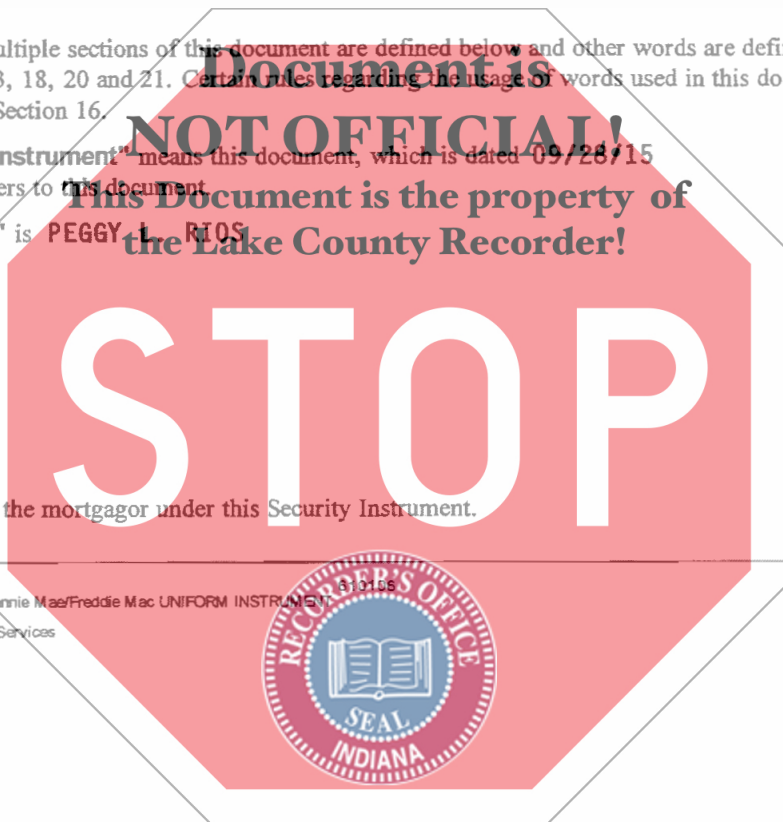 ultiple sections of this document are defined below and other words are defi
Document is
3, 18, 20 and 21. Certain rules regarding the usage of words used in this do
Section 16.
NOT OFFICIAL!
nstrument" means this document, which is dated 09/28/15
ers to this document.
This Document is the property of
" is PEGGY L. RIOS
the Lake County Recorder!
STOP
the mortgagor under this Security Instrument.
610106
nnie Mae/Freddie Mac UNIFORM INSTRUMENT
Services
RECORDER'S OFFICE
SEAL
INDIANA